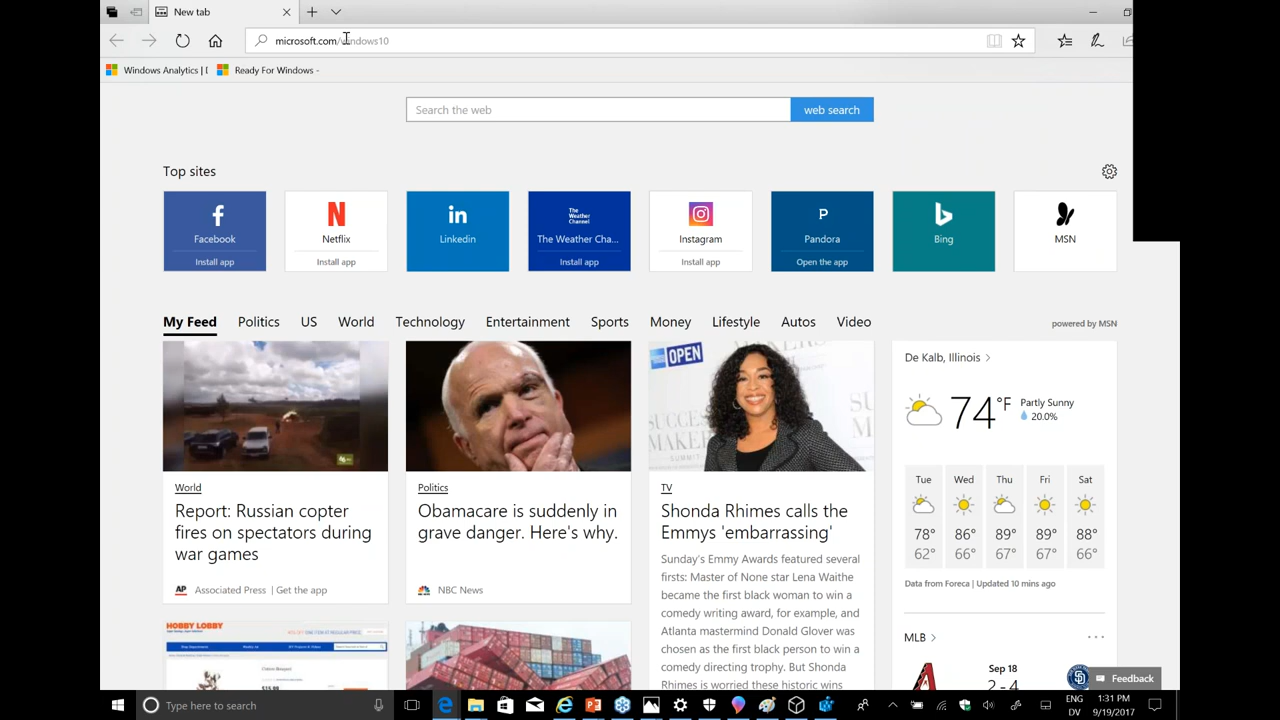 New tab
microsoft.com/windows10
Windows Analytics | [
Ready For Windows -
Search the web
web search
Top sites
f
Facebook
Install app
N
Netflix
Install app
in
Linkedin
The
Weather
Channel
The Weather Cha...
Install app
Instagram
Install app
P
Pandora
Open the app
Bing
MSN
My Feed
Politics
US
World
Technology
Entertainment
Sports
Money
Lifestyle
Autos
Video
powered by MSN
World
Report: Russian copter
fires on spectators during
war games
AP Associated Press | Get the app
Politics
Obamacare is suddenly in
grave danger. Here's why.
NBC News
OPEN
TV
Shonda Rhimes calls the
Emmys 'embarrassing'
Sunday's Emmy Awards featured several
firsts: Master of None star Lena Waithe
became the first black woman to win a
comedy writing award, for example, and
Atlanta mastermind Donald Glover was
chosen as the first black person to win a
comedy directing trophy. But Shonda
Rhimes is worried these historic wins
De Kalb, Illinois
74°F
Partly Sunny
20.0%
Tue Wed Thu Fri Sat
78° 86° 89° 89° 88°
62° 66° 67° 67° 66°
Data from Foreca | Updated 10 mins ago
MLB
Sep 18
2-4
Feedback
HOBBY LOBBY
Type here to search
ENG
DV
1:31 PM
9/19/2017